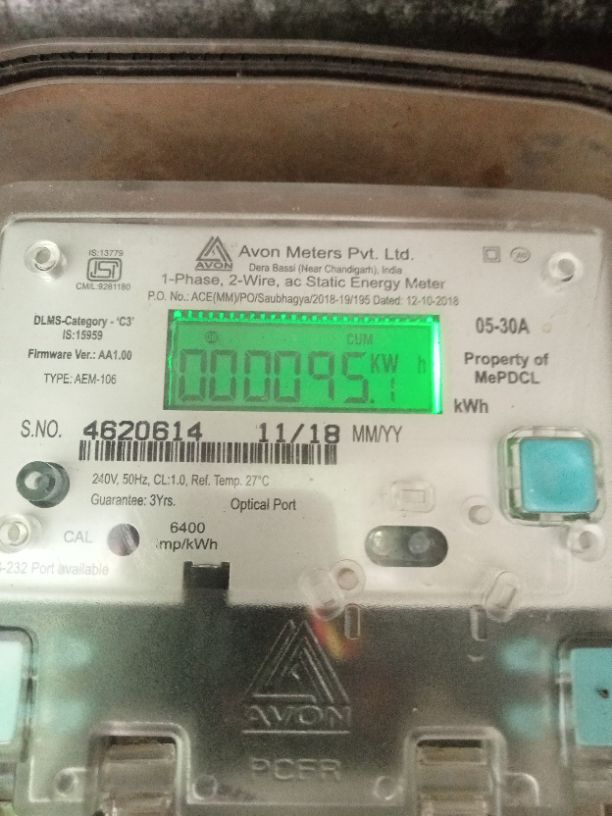 IS:13779
ISI
CM/L:9281180
AVON
Avon Meters Pvt. Ltd.
Dera Bassi (Near Chandigarh), India
1-Phase, 2-Wire, ac Static Energy Meter
P.O. No.: ACE(MM)/PO/Saubhagya/2018-19/195 Dated: 12-10-2018
DLMS-Category - 'C3'
IS:15959
Firmware Ver.: AA1.00
TYPE: AEM-106
CUM
000095.1 KW h
05-30A
Property of
MePDCL
kWh
S.NO. 4620614 11/18 MM/YY
240V, 50Hz, CL:1.0, Ref. Temp. 27°C
Guarantee: 3Yrs. Optical Port
CAL
6400
imp/kWh
-232 Port available
AVON